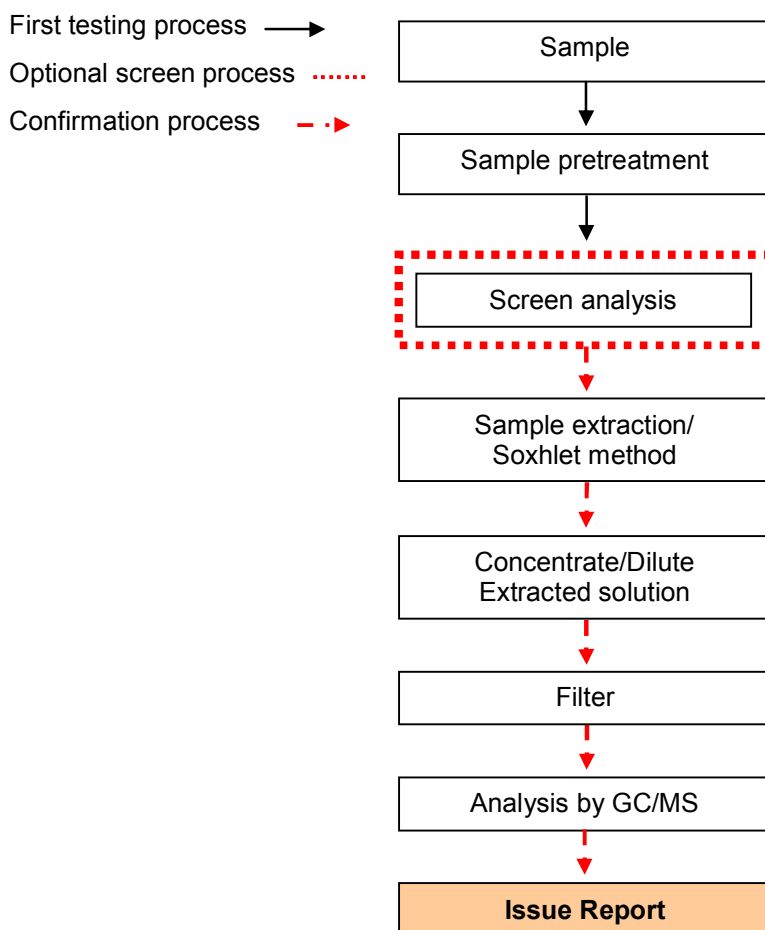 First testing process
Optional screen process
Confirmation process
Sample
Sample pretreatment
Screen analysis
Sample extraction/
Soxhlet method
Concentrate/Dilute
Extracted solution
Filter
Analysis by GC/MS
Issue Report